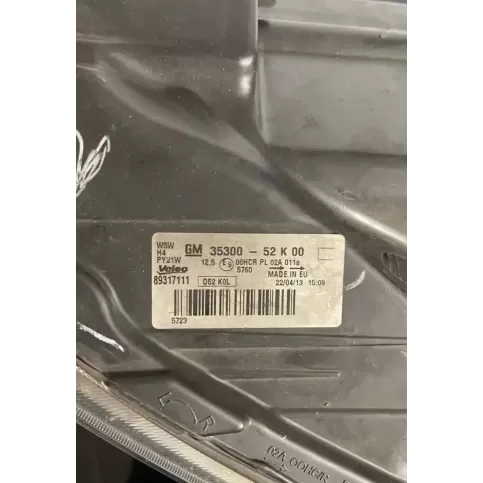 W5W
H4
PY21W
GM 35300 - 52 K 00
12,5 E9 00HCR PL 02A 011a
5760
Valeo
MADE IN EU
89317111
D52 K0L
22/04/13 15:09
5723
L R